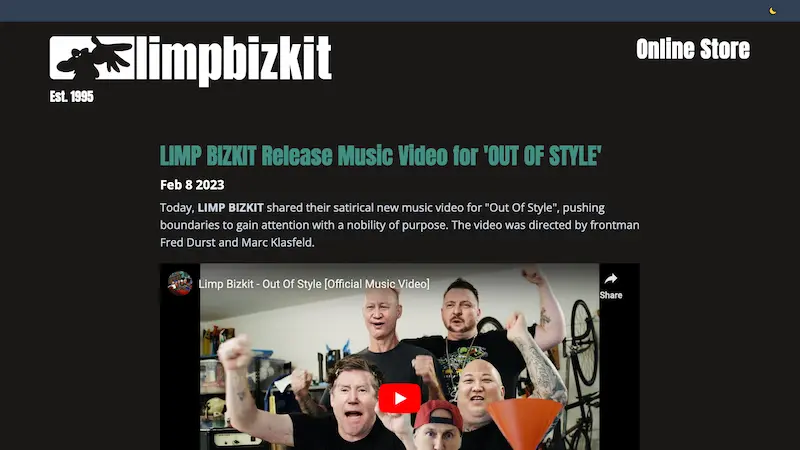 limpbizkit
Online Store
Est. 1995
LIMP BIZKIT Release Music Video for 'OUT OF STYLE'
Feb 8 2023
Today, LIMP BIZKIT shared their satirical new music video for "Out Of Style", pushing
boundaries to gain attention with a nobility of purpose. The video was directed by frontman
Fred Durst and Marc Klasfeld.
Limp Bizkit - Out Of Style [Official Music Video]
Share